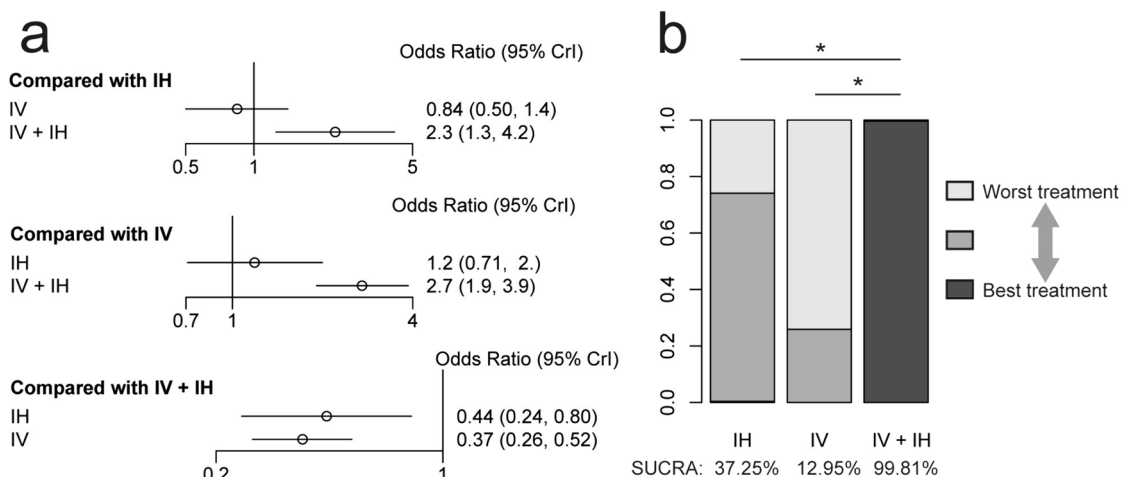 a
Odds Ratio (95% CrI)
Compared with IH
IV 0.84 (0.50, 1.4)
IV + IH 2.3 (1.3, 4.2)
0.5 1 5
Odds Ratio (95% CrI)
Compared with IV
IH 1.2 (0.71, 2.)
IV + IH 2.7 (1.9, 3.9)
0.7 1 4
Odds Ratio (95% CrI)
Compared with IV + IH
IH 0.44 (0.24, 0.80)
IV 0.37 (0.26, 0.52)
0.2 1
b
*
*
1.0
0.8
0.6
0.4
0.2
0.0
Worst treatment
Best treatment
IH IV IV + IH
SUCRA: 37.25% 12.95% 99.81%